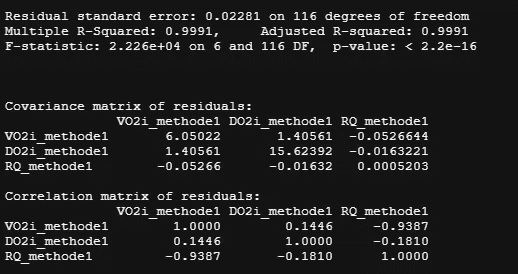 Residual standard error: 0.02281 on 116 degrees of freedom
Multiple R-Squared: 0.9991,     Adjusted R-squared: 0.9991
F-statistic: 2.226e+04 on 6 and 116 DF,  p-value: < 2.2e-16
Covariance matrix of residuals:
VO2i_methode1 DO2i_methode1 RQ_methode1
VO2i_methode1       6.05022       1.40561  -0.0526644
DO2i_methode1       1.40561      15.62392  -0.0163221
RQ_methode1        -0.05266      -0.01632   0.0005203
Correlation matrix of residuals:
VO2i_methode1 DO2i_methode1 RQ_methode1
VO2i_methode1        1.0000        0.1446     -0.9387
DO2i_methode1        0.1446        1.0000     -0.1810
RQ_methode1         -0.9387       -0.1810      1.0000